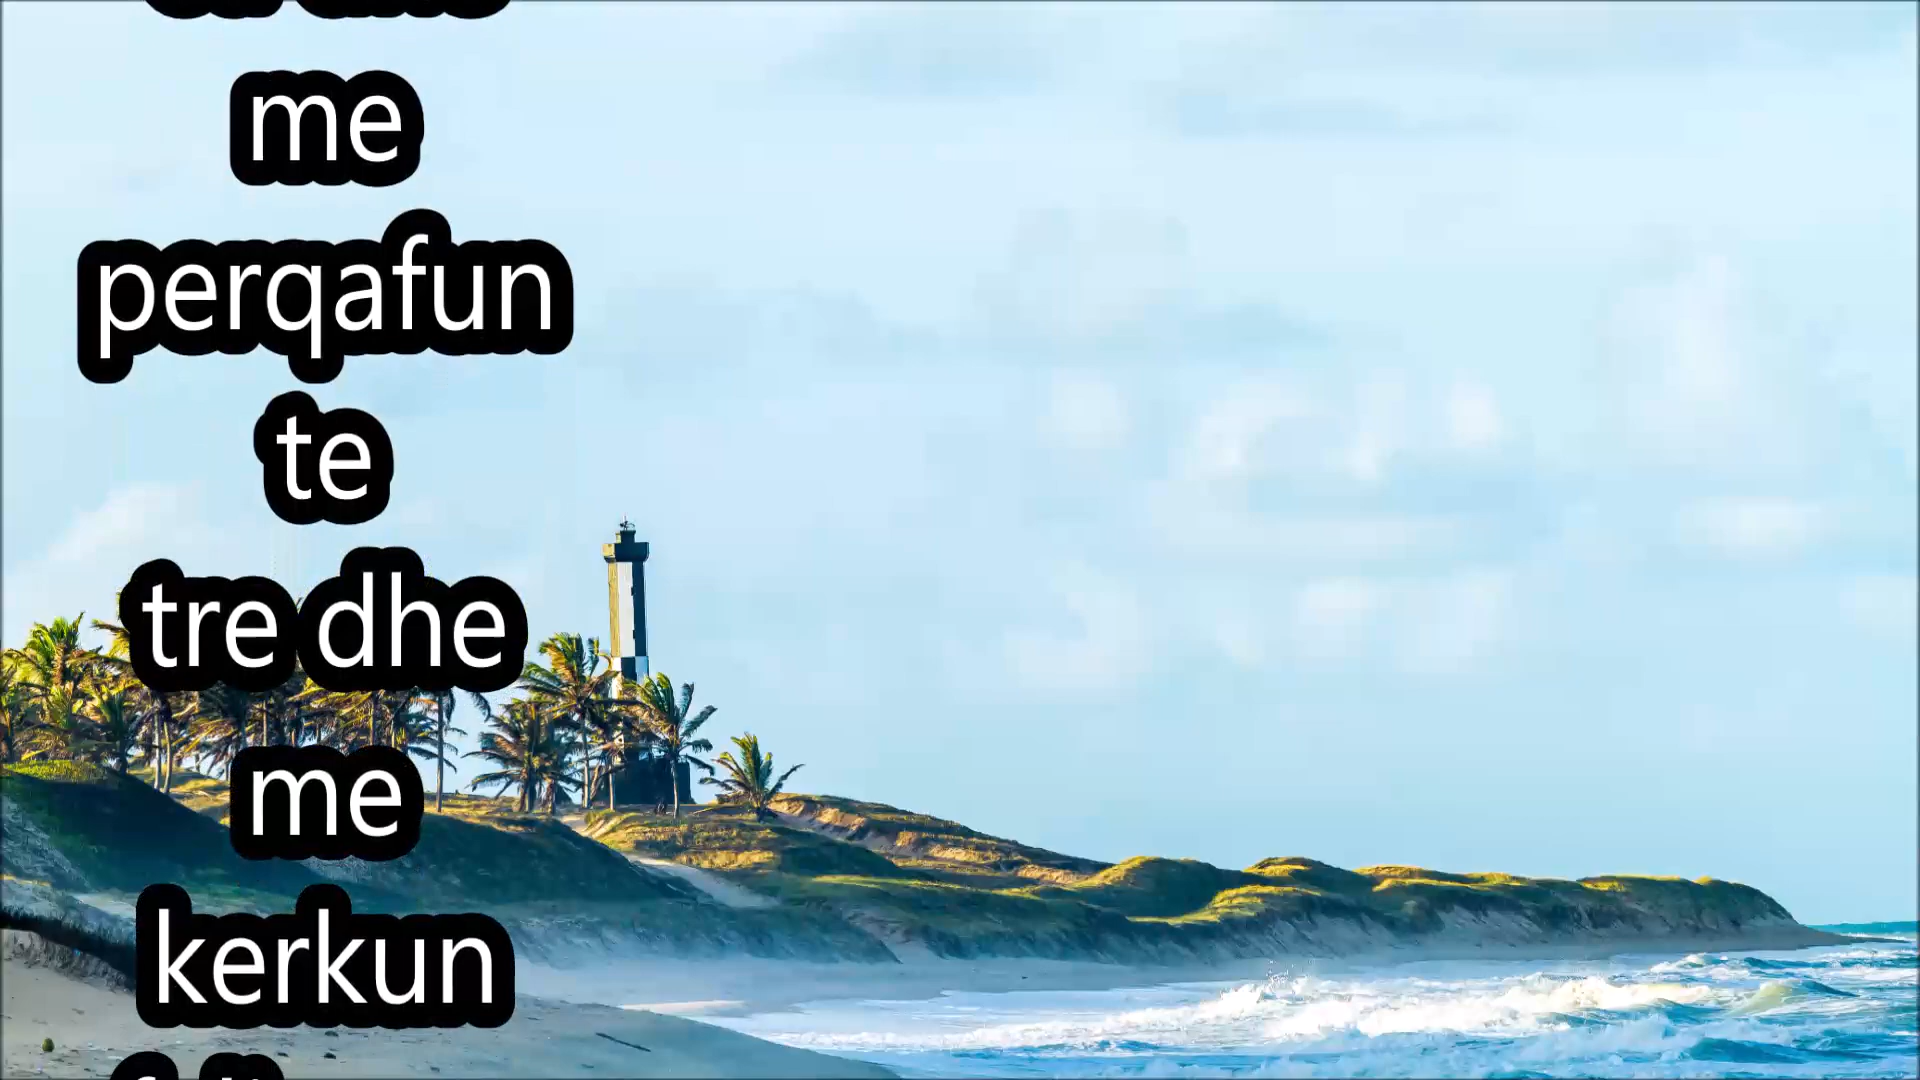 me
perqafun
te
tre dhe
me
kerkun